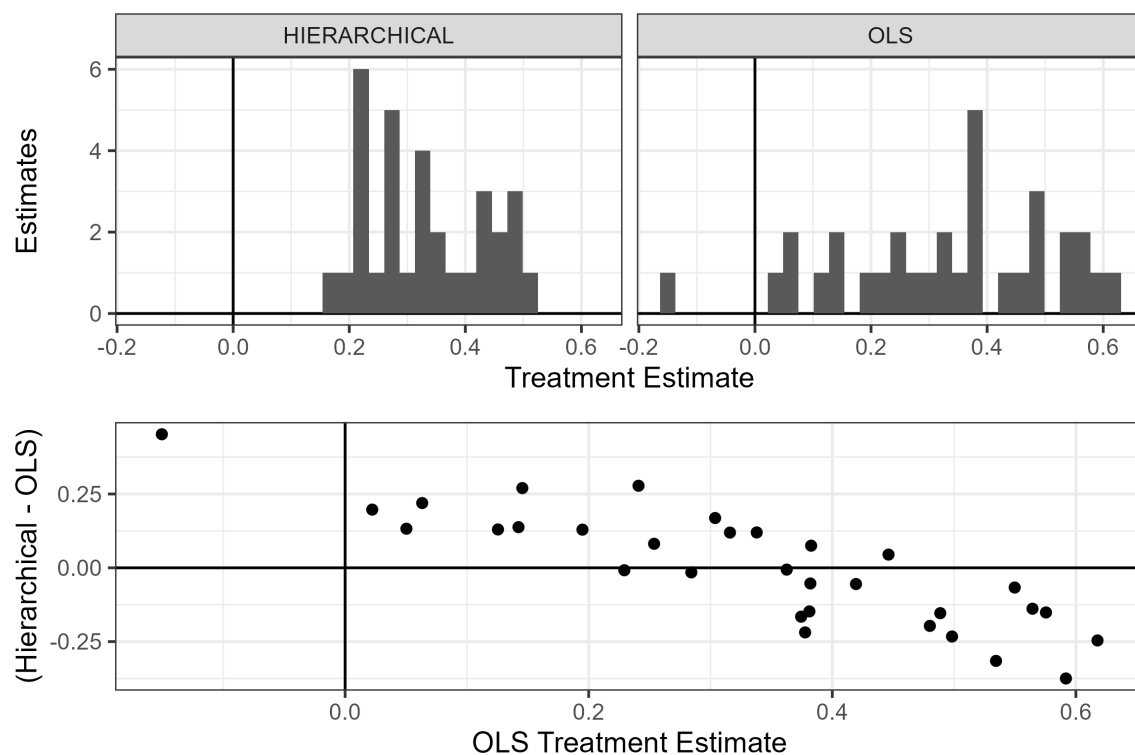 HIERARCHICAL OLS
6
4
2
0
Estimates
-0.2 0.0 0.2 0.4 0.6 -0.2 0.0 0.2 0.4 0.6
Treatment Estimate
0.25
0.00
-0.25
(Hierarchical - OLS)
0.0 0.2 0.4 0.6
OLS Treatment Estimate